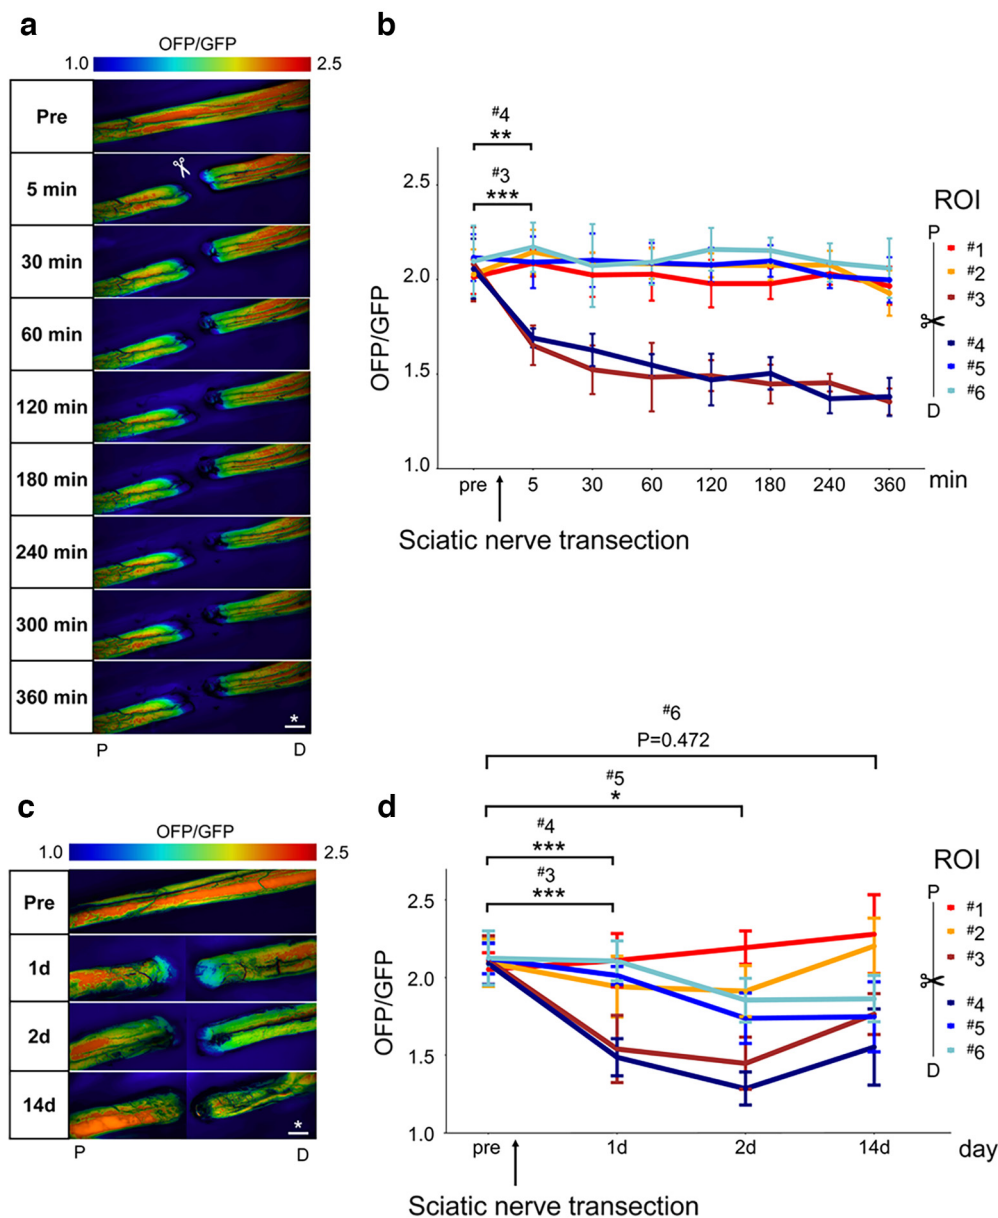 a
OFP/GFP
1.0 2.5
Pre
5 min
30 min
60 min
120 min
180 min
240 min
300 min
360 min
*
P D
b
#4
**
#3
***
OFP/GFP
2.5
2.0
1.5
1.0
pre 5 30 60 120 180 240 360 min
Sciatic nerve transection
ROI
P
#1
#2
#3
#4
#5
#6
D
c
OFP/GFP
1.0 2.5
Pre
1d
2d
14d
*
P D
d
#6
P=0.472
#5
*
#4
***
#3
***
OFP/GFP
2.5
2.0
1.5
1.0
pre 1d 2d 14d day
Sciatic nerve transection
ROI
P
#1
#2
#3
#4
#5
#6
D